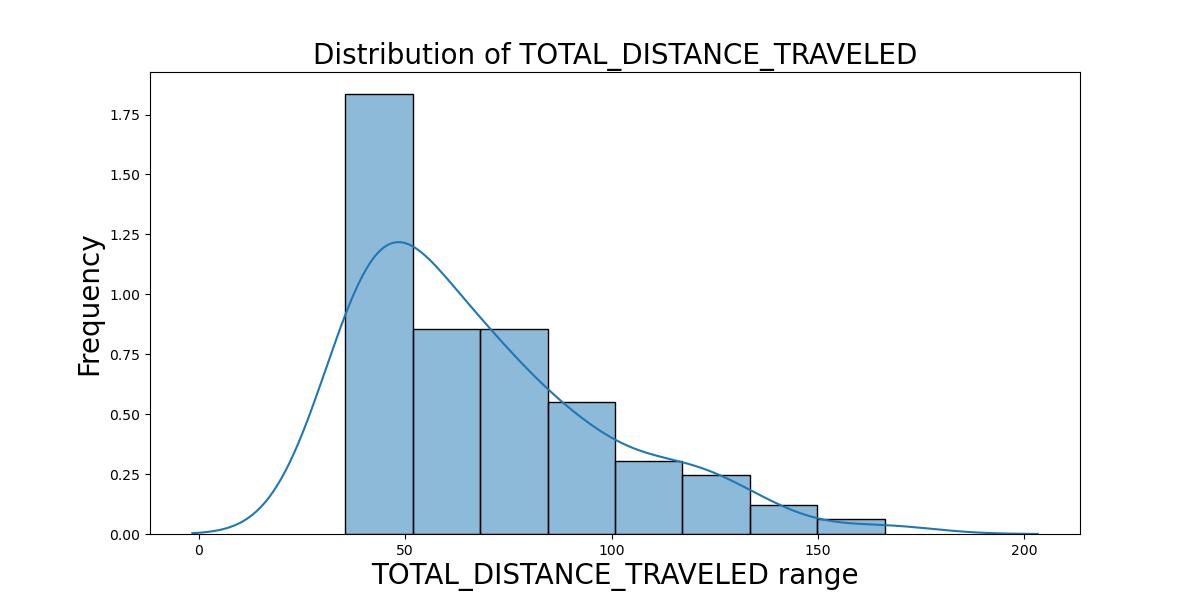 Distribution of TOTAL_DISTANCE_TRAVELED
1.75
1.50
1.25
1.00
0.75
0.50
0.25
0.00
Frequency
0 50 100 150 200
TOTAL_DISTANCE_TRAVELED range